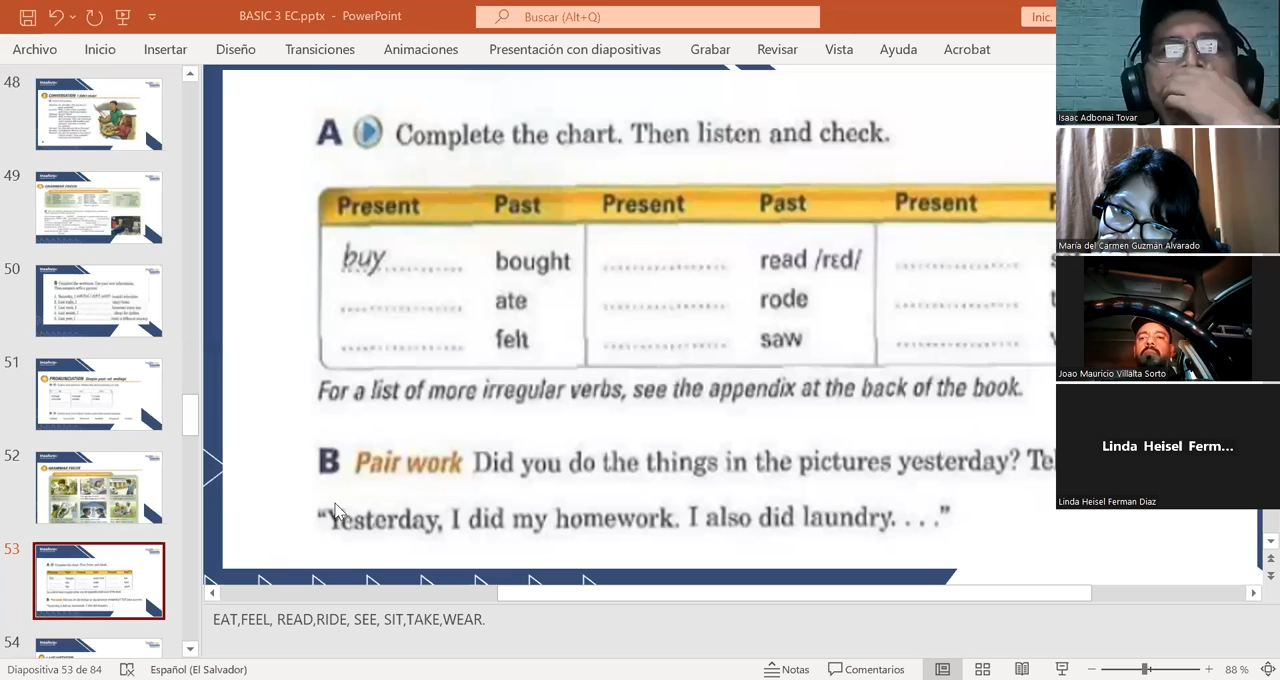 BASIC 3 EC.pptx - PowerPoint
Buscar (Alt+Q)
Inic.
Archivo Inicio Insertar Diseño Transiciones Animaciones Presentación con diapositivas Grabar Revisar Vista Ayuda Acrobat
48
49
50
51
52
53
54
A Complete the chart. Then listen and check.
Present Past Present Past Present
buy bought read /rɛd/
ate rode
felt saw
For a list of more irregular verbs, see the appendix at the back of the book.
B Pair work Did you do the things in the pictures yesterday? Tel
“Yesterday, I did my homework. I also did laundry. . . .”
EAT,FEEL, READ,RIDE, SEE, SIT,TAKE,WEAR.
Isaac Adbonai Tovar
María del Carmen Guzmán Alvarado
Joao Mauricio Villalta Sorto
Linda Heisel Ferm...
Linda Heisel Ferman Diaz
Diapositiva 53 de 84 Español (El Salvador) Notas Comentarios 88 %